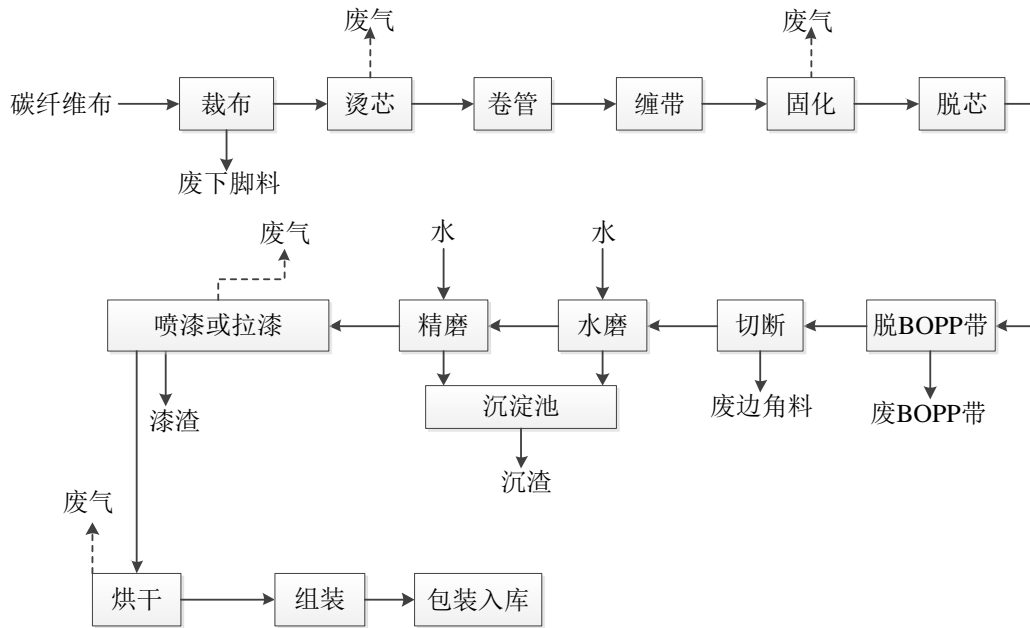 废气
废气
碳纤维布
裁布
烫芯
卷管
缠带
固化
脱芯
废下脚料
废气
水
水
喷漆或拉漆
精磨
水磨
切断
脱BOPP带
漆渣
沉淀池
废边角料
废BOPP带
沉渣
废气
烘干
组装
包装入库